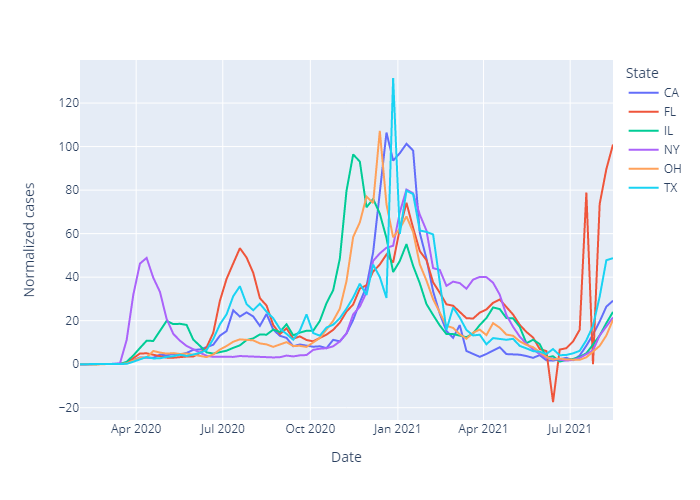 State
CA
FL
IL
NY
OH
TX
120
100
80
60
40
20
0
−20
Normalized cases
Apr 2020
Jul 2020
Oct 2020
Jan 2021
Apr 2021
Jul 2021
Date